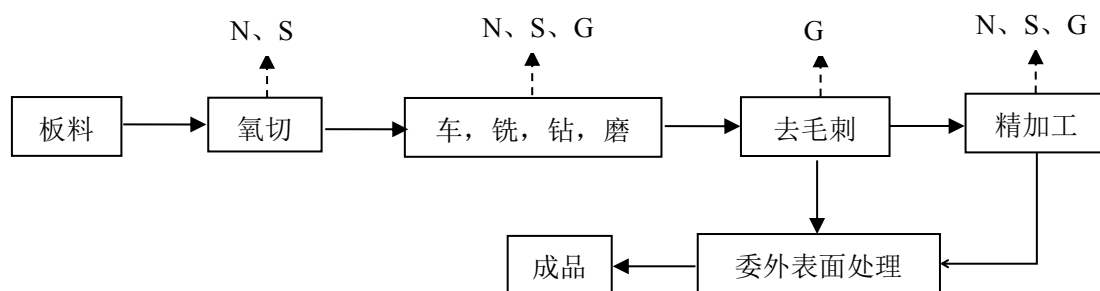 N、S
N、S、G
G
N、S、G
板料
氧切
车，铣，钻，磨
去毛刺
精加工
成品
委外表面处理